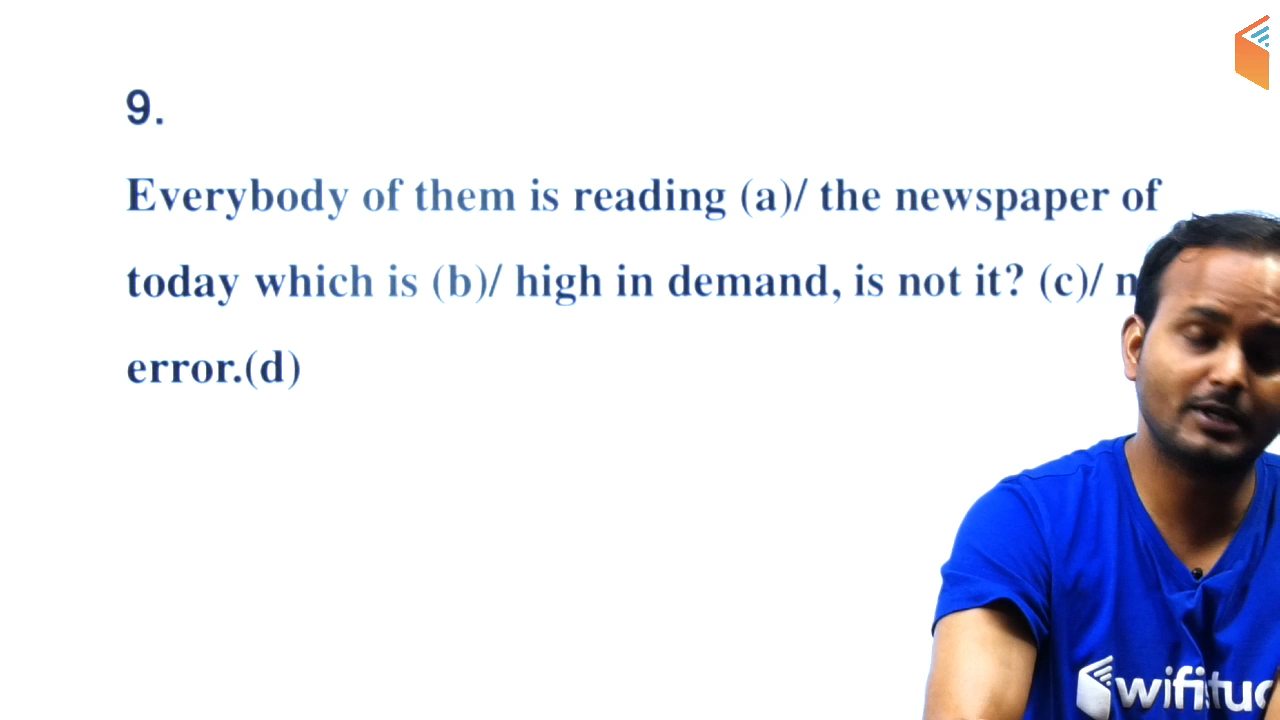 9.
Everybody of them is reading (a)/ the newspaper of
today which is (b)/ high in demand, is not it? (c)/
error.(d)
wifistud